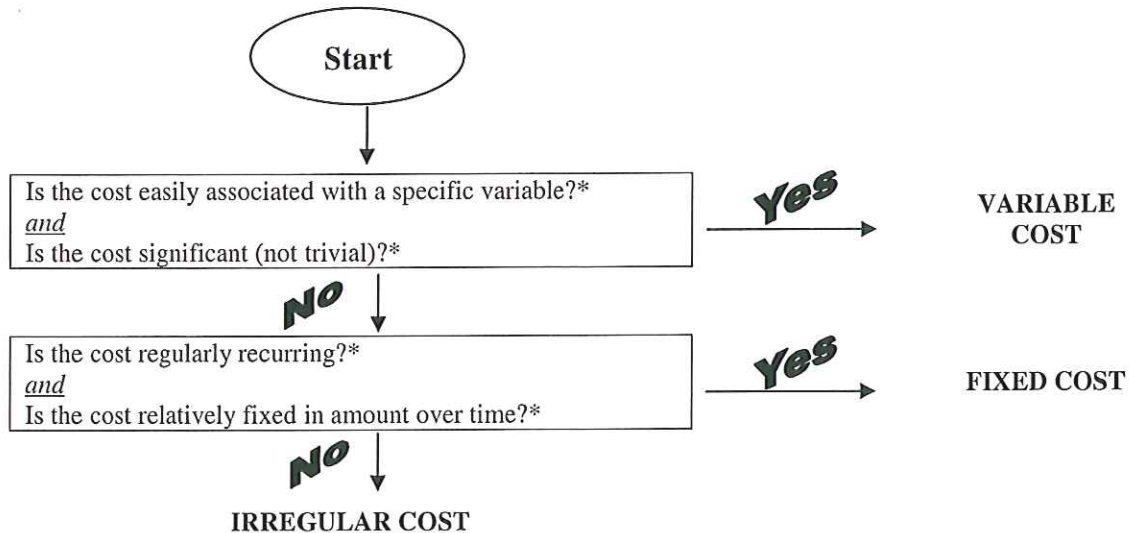 Start
Is the cost easily associated with a specific variable?*
and
Is the cost significant (not trivial)?*
Yes
VARIABLE
COST
No
Is the cost regularly recurring?*
and
Is the cost relatively fixed in amount over time?*
Yes
FIXED COST
No
IRREGULAR COST